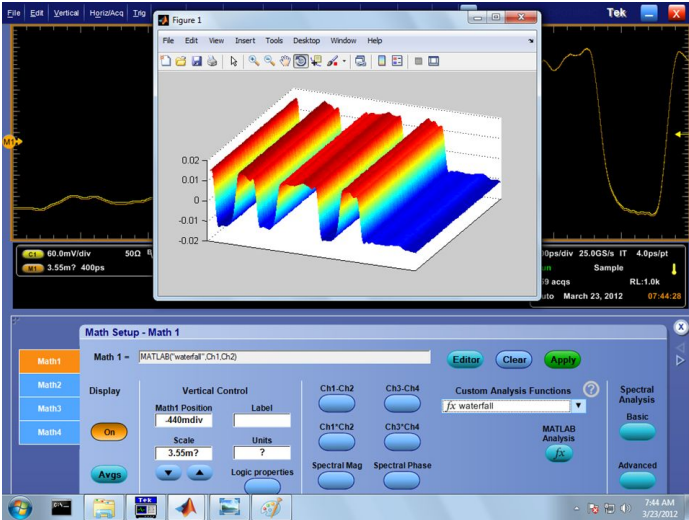 File Edit Vertical Horiz/Acq Trig
Tek
Figure 1
File Edit View Insert Tools Desktop Window Help
M1
0.02
0.01
0
-0.01
-0.02
C1 60.0mV/div 50Ω
M1 3.55m? 400ps
00ps/div 25.0GS/s IT 4.0ps/pt
un Sample
9 acqs RL:1.0k
uto March 23, 2012 07:44:28
Math Setup - Math 1
Math1
Math2
Math3
Math4
Math 1 = MATLAB("waterfall",Ch1,Ch2)
Editor Clear Apply
Display
On
Avgs
Vertical Control
Math1 Position Label
-440mdiv
Scale Units
3.55m? ?
Logic properties
Ch1-Ch2 Ch3-Ch4
Ch1*Ch2 Ch3*Ch4
Spectral Mag Spectral Phase
Custom Analysis Functions ?
fx waterfall
MATLAB
Analysis
fx
Spectral
Analysis
Basic
Advanced
X
C:\_
Tek
7:44 AM
3/23/2012